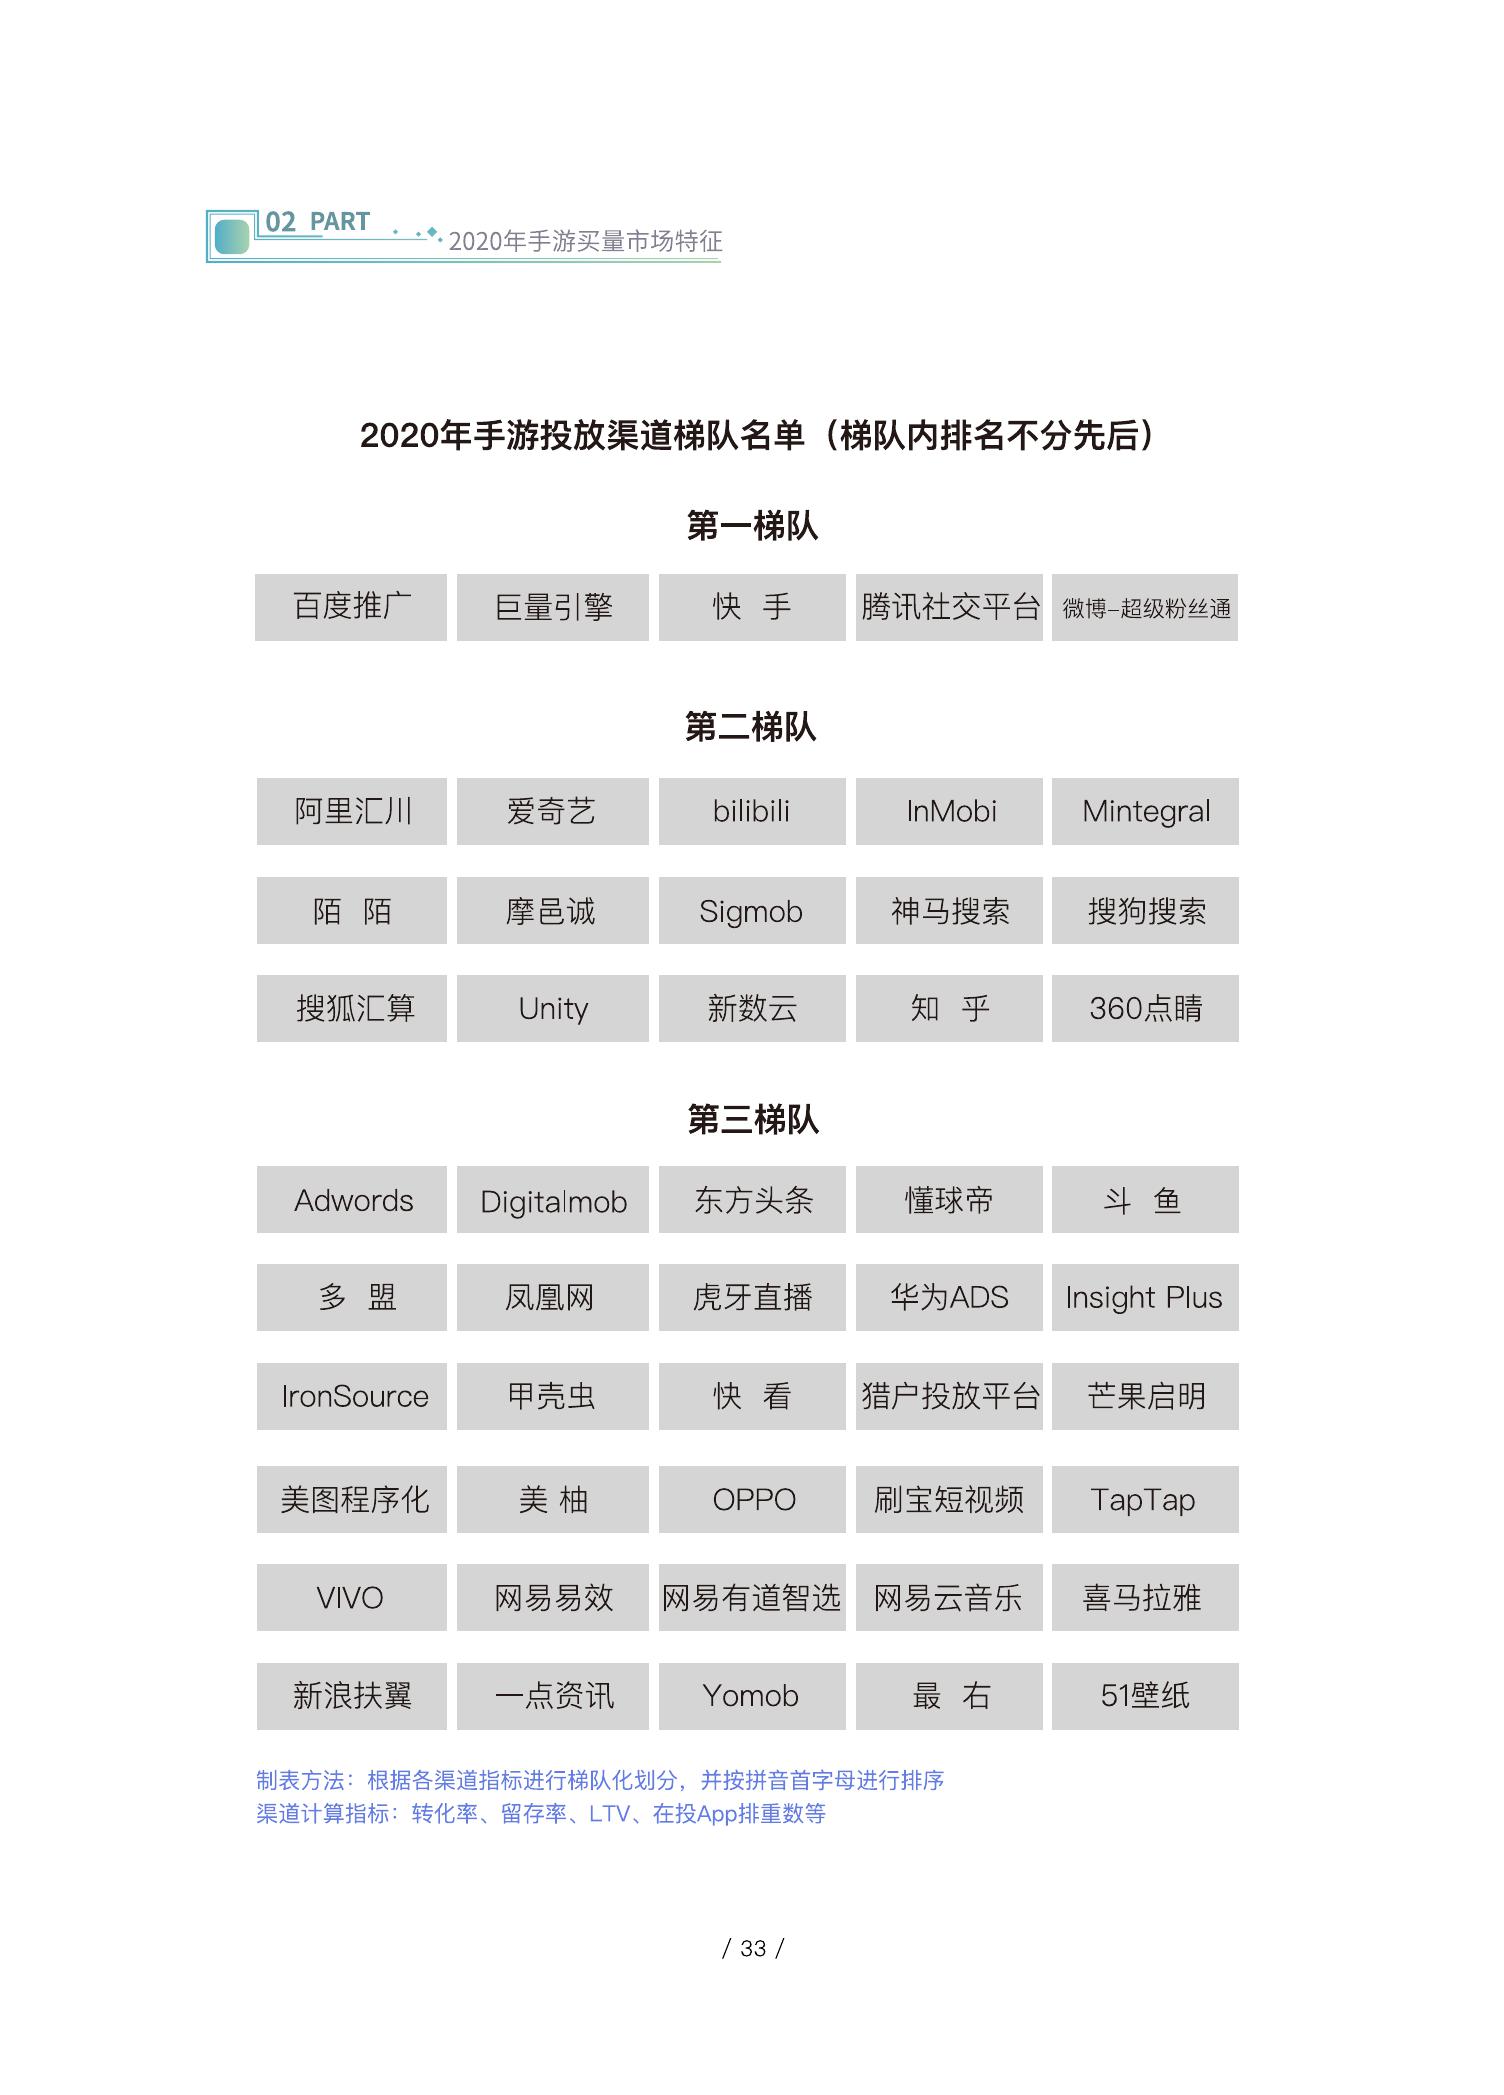 02 PART
2020年手游买量市场特征
2020年手游投放渠道梯队名单（梯队内排名不分先后）
第一梯队
百度推广 巨量引擎 快 手 腾讯社交平台 微博-超级粉丝通
第二梯队
阿里汇川 爱奇艺 bilibili InMobi Mintegral
陌 陌 摩邑诚 Sigmob 神马搜索 搜狗搜索
搜狐汇算 Unity 新数云 知 乎 360点睛
第三梯队
Adwords Digitalmob 东方头条 懂球帝 斗 鱼
多 盟 凤凰网 虎牙直播 华为ADS Insight Plus
IronSource 甲壳虫 快 看 猎户投放平台 芒果启明
美图程序化 美 柚 OPPO 刷宝短视频 TapTap
VIVO 网易易效 网易有道智选 网易云音乐 喜马拉雅
新浪扶翼 一点资讯 Yomob 最 右 51壁纸
制表方法：根据各渠道指标进行梯队化划分，并按拼音首字母进行排序
渠道计算指标：转化率、留存率、LTV、在投App排重数等
/ 33 /